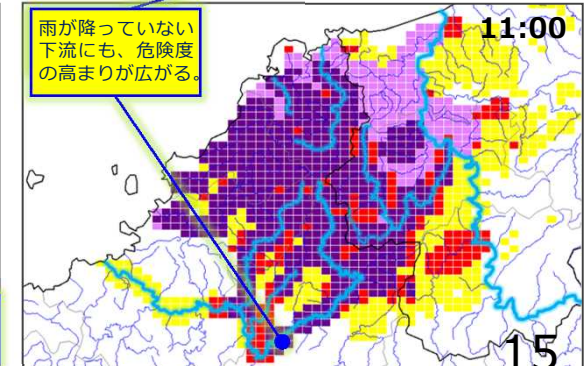 雨が降っていない
下流にも、危険度
の高まりが広がる。
11:00
15